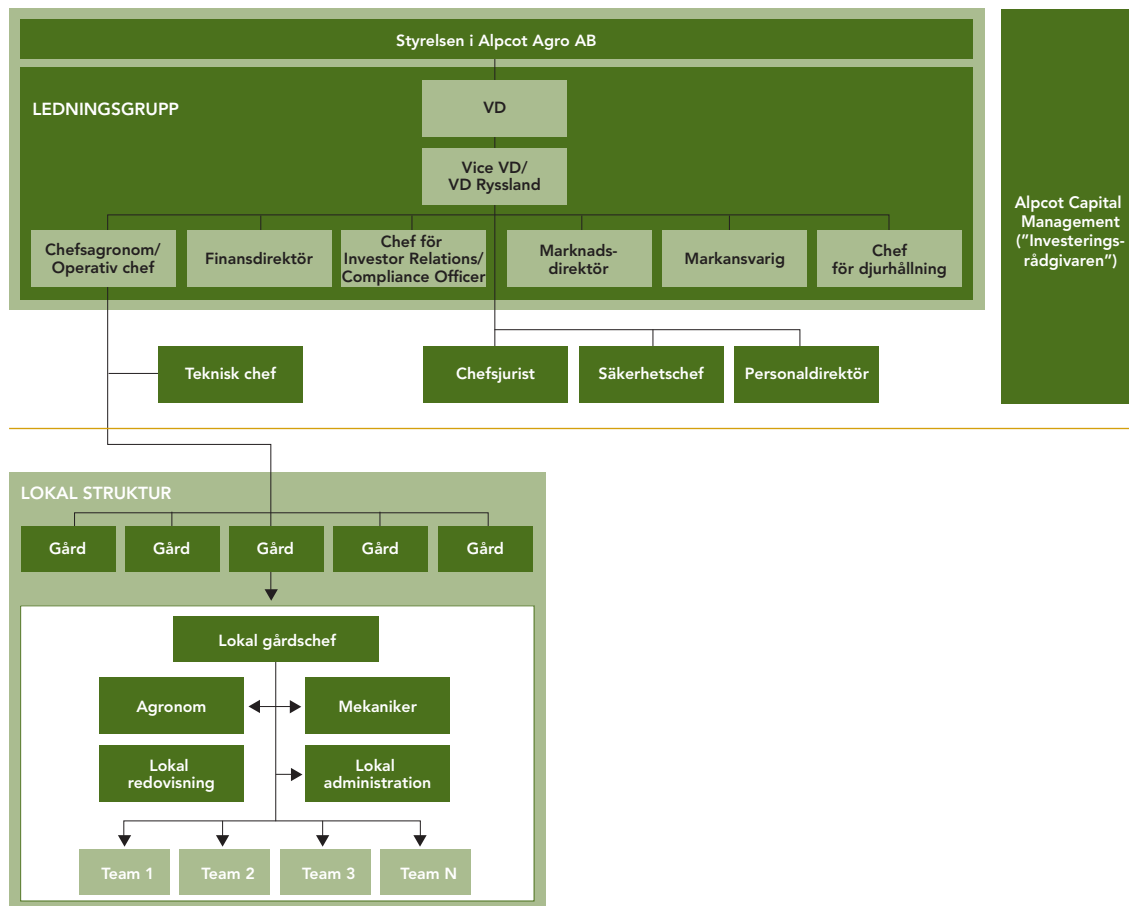 Styrelsen i Alpcot Agro AB
LEDNINGSGRUPP
VD
Vice VD/
VD Ryssland
Chefsagronom/
Operativ chef
Finansdirektör
Chef för
Investor Relations/
Compliance Officer
Marknads-
direktör
Markansvarig
Chef
för djurhållning
Alpcot Capital
Management
("Investerings-
rådgivaren")
Teknisk chef
Chefsjurist
Säkerhetschef
Personaldirektör
LOKAL STRUKTUR
Gård
Gård
Gård
Gård
Gård
Lokal gårdschef
Agronom
Mekaniker
Lokal
redovisning
Lokal
administration
Team 1
Team 2
Team 3
Team N